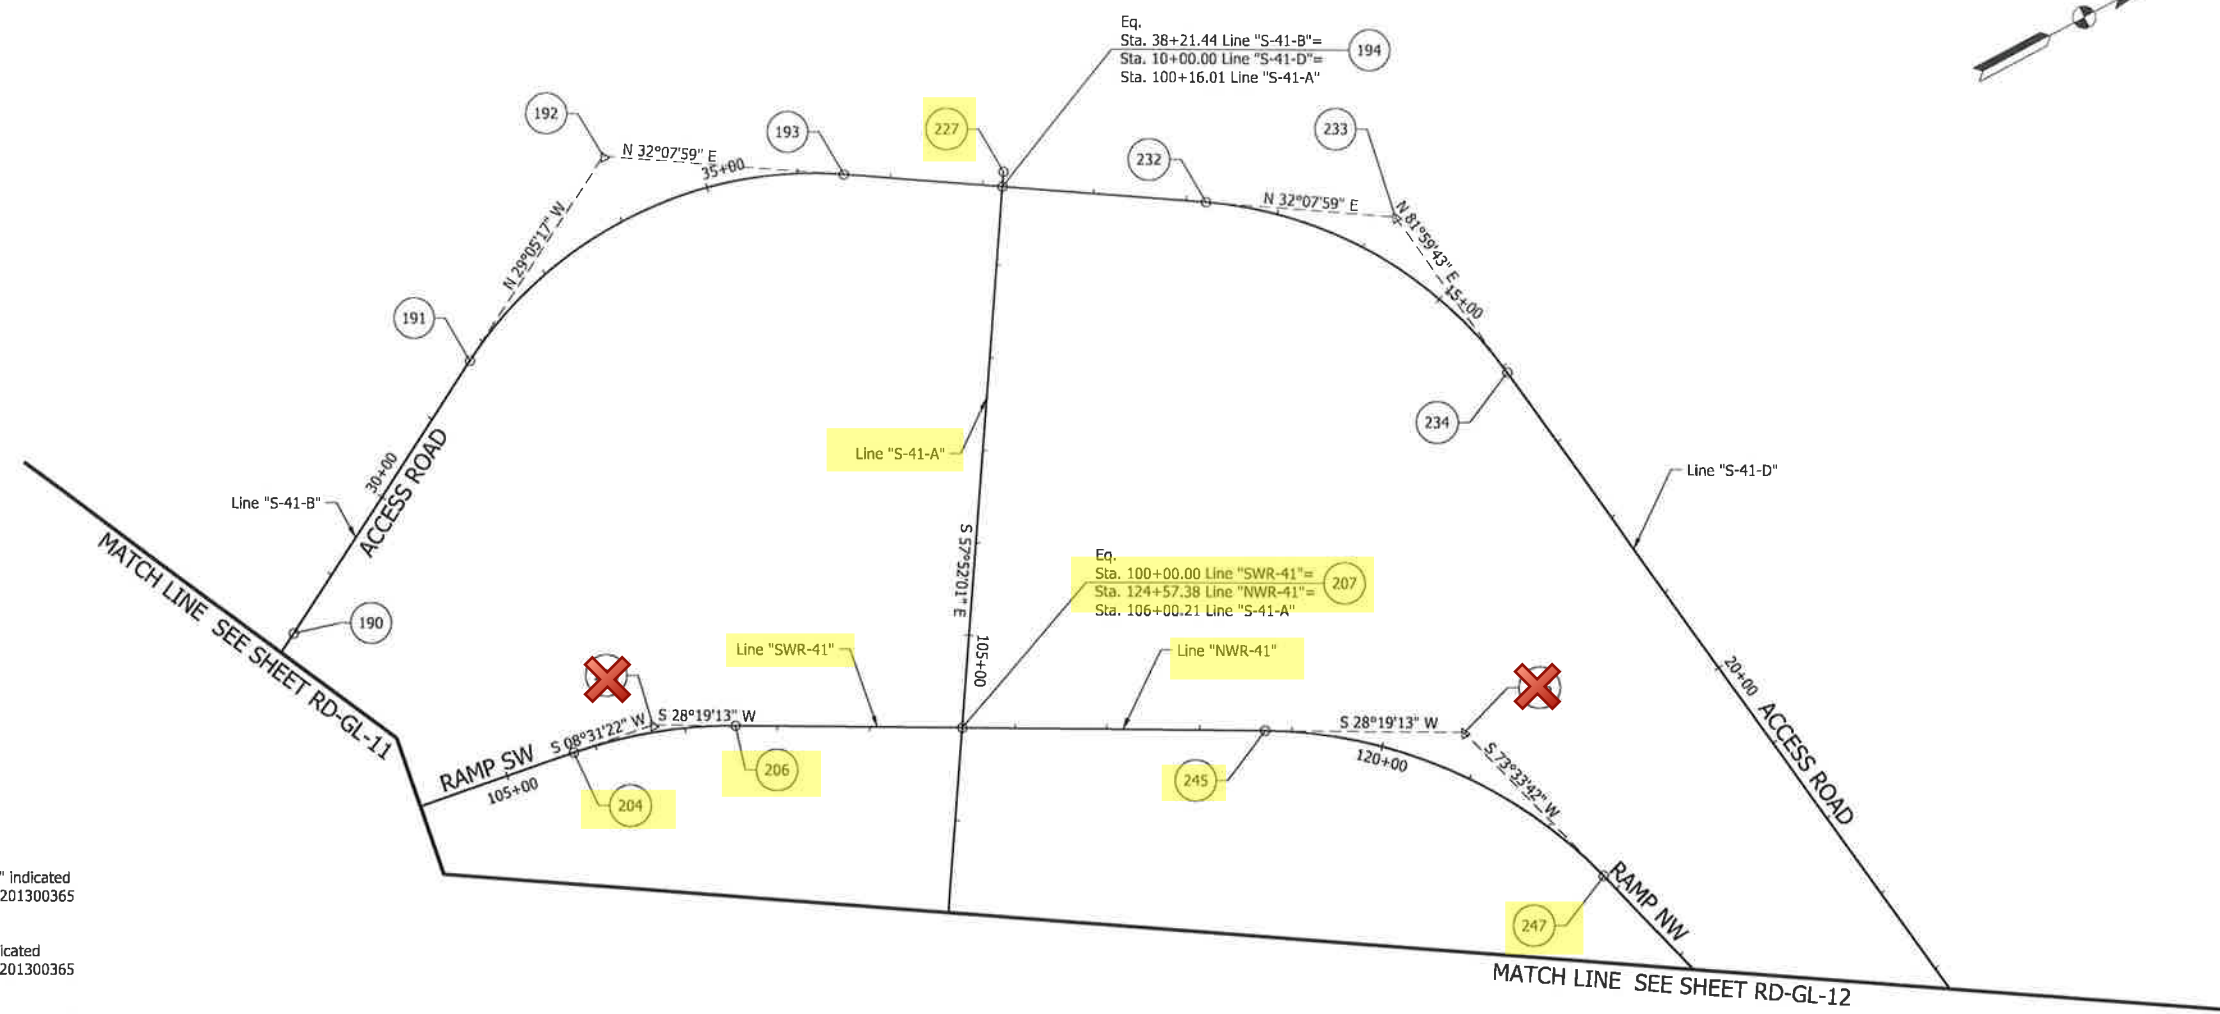 Eq.
Sta. 38+21.44 Line "S-41-B"=
Sta. 10+00.00 Line "S-41-D"=
Sta. 100+16.01 Line "S-41-A"
194
192
193
227
232
233
N 32°07'59" E
35+00
N 29°05'17" W
N 32°07'59" E
N 81°59'43" E
15+00
191
234
Line "S-41-A"
Line "S-41-D"
30+00
ACCESS ROAD
Line "S-41-B"
S 57°52'01" E
MATCH LINE SEE SHEET RD-GL-11
190
Eq.
Sta. 100+00.00 Line "SWR-41"=
Sta. 124+57.38 Line "NWR-41"=
Sta. 106+00.21 Line "S-41-A"
207
Line "SWR-41"
105+00
Line "NWR-41"
20+00
ACCESS ROAD
S 08°31'22" W
S 28°19'13" W
S 28°19'13" W
S 73°33'42" W
RAMP SW
105+00
204
206
245
120+00
RAMP NW
247
" indicated
201300365
icated
201300365
MATCH LINE SEE SHEET RD-GL-12